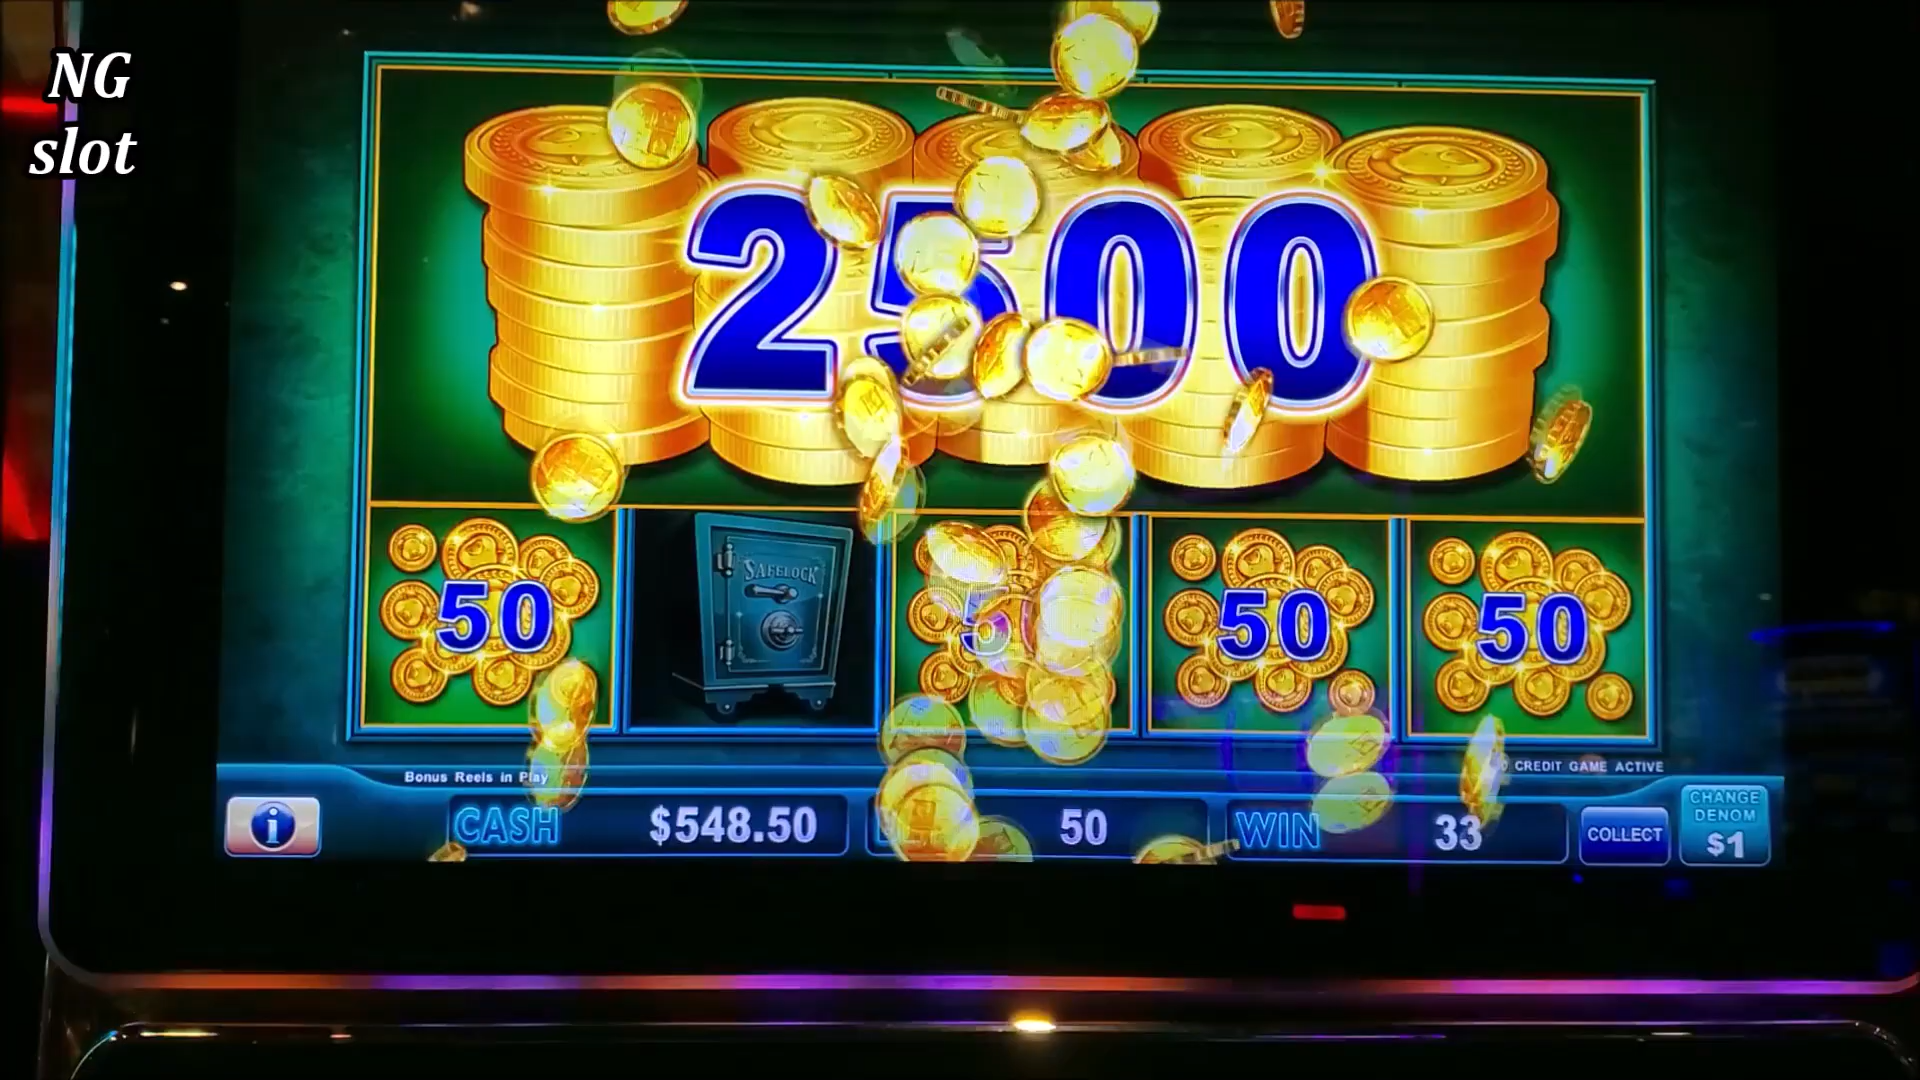 NG
slot
2500
50
SAFELOCK
50
50
Bonus Reels in Play
CREDIT GAME ACTIVE
i
CASH
$548.50
50
WIN
33
COLLECT
CHANGE
DENOM
$1